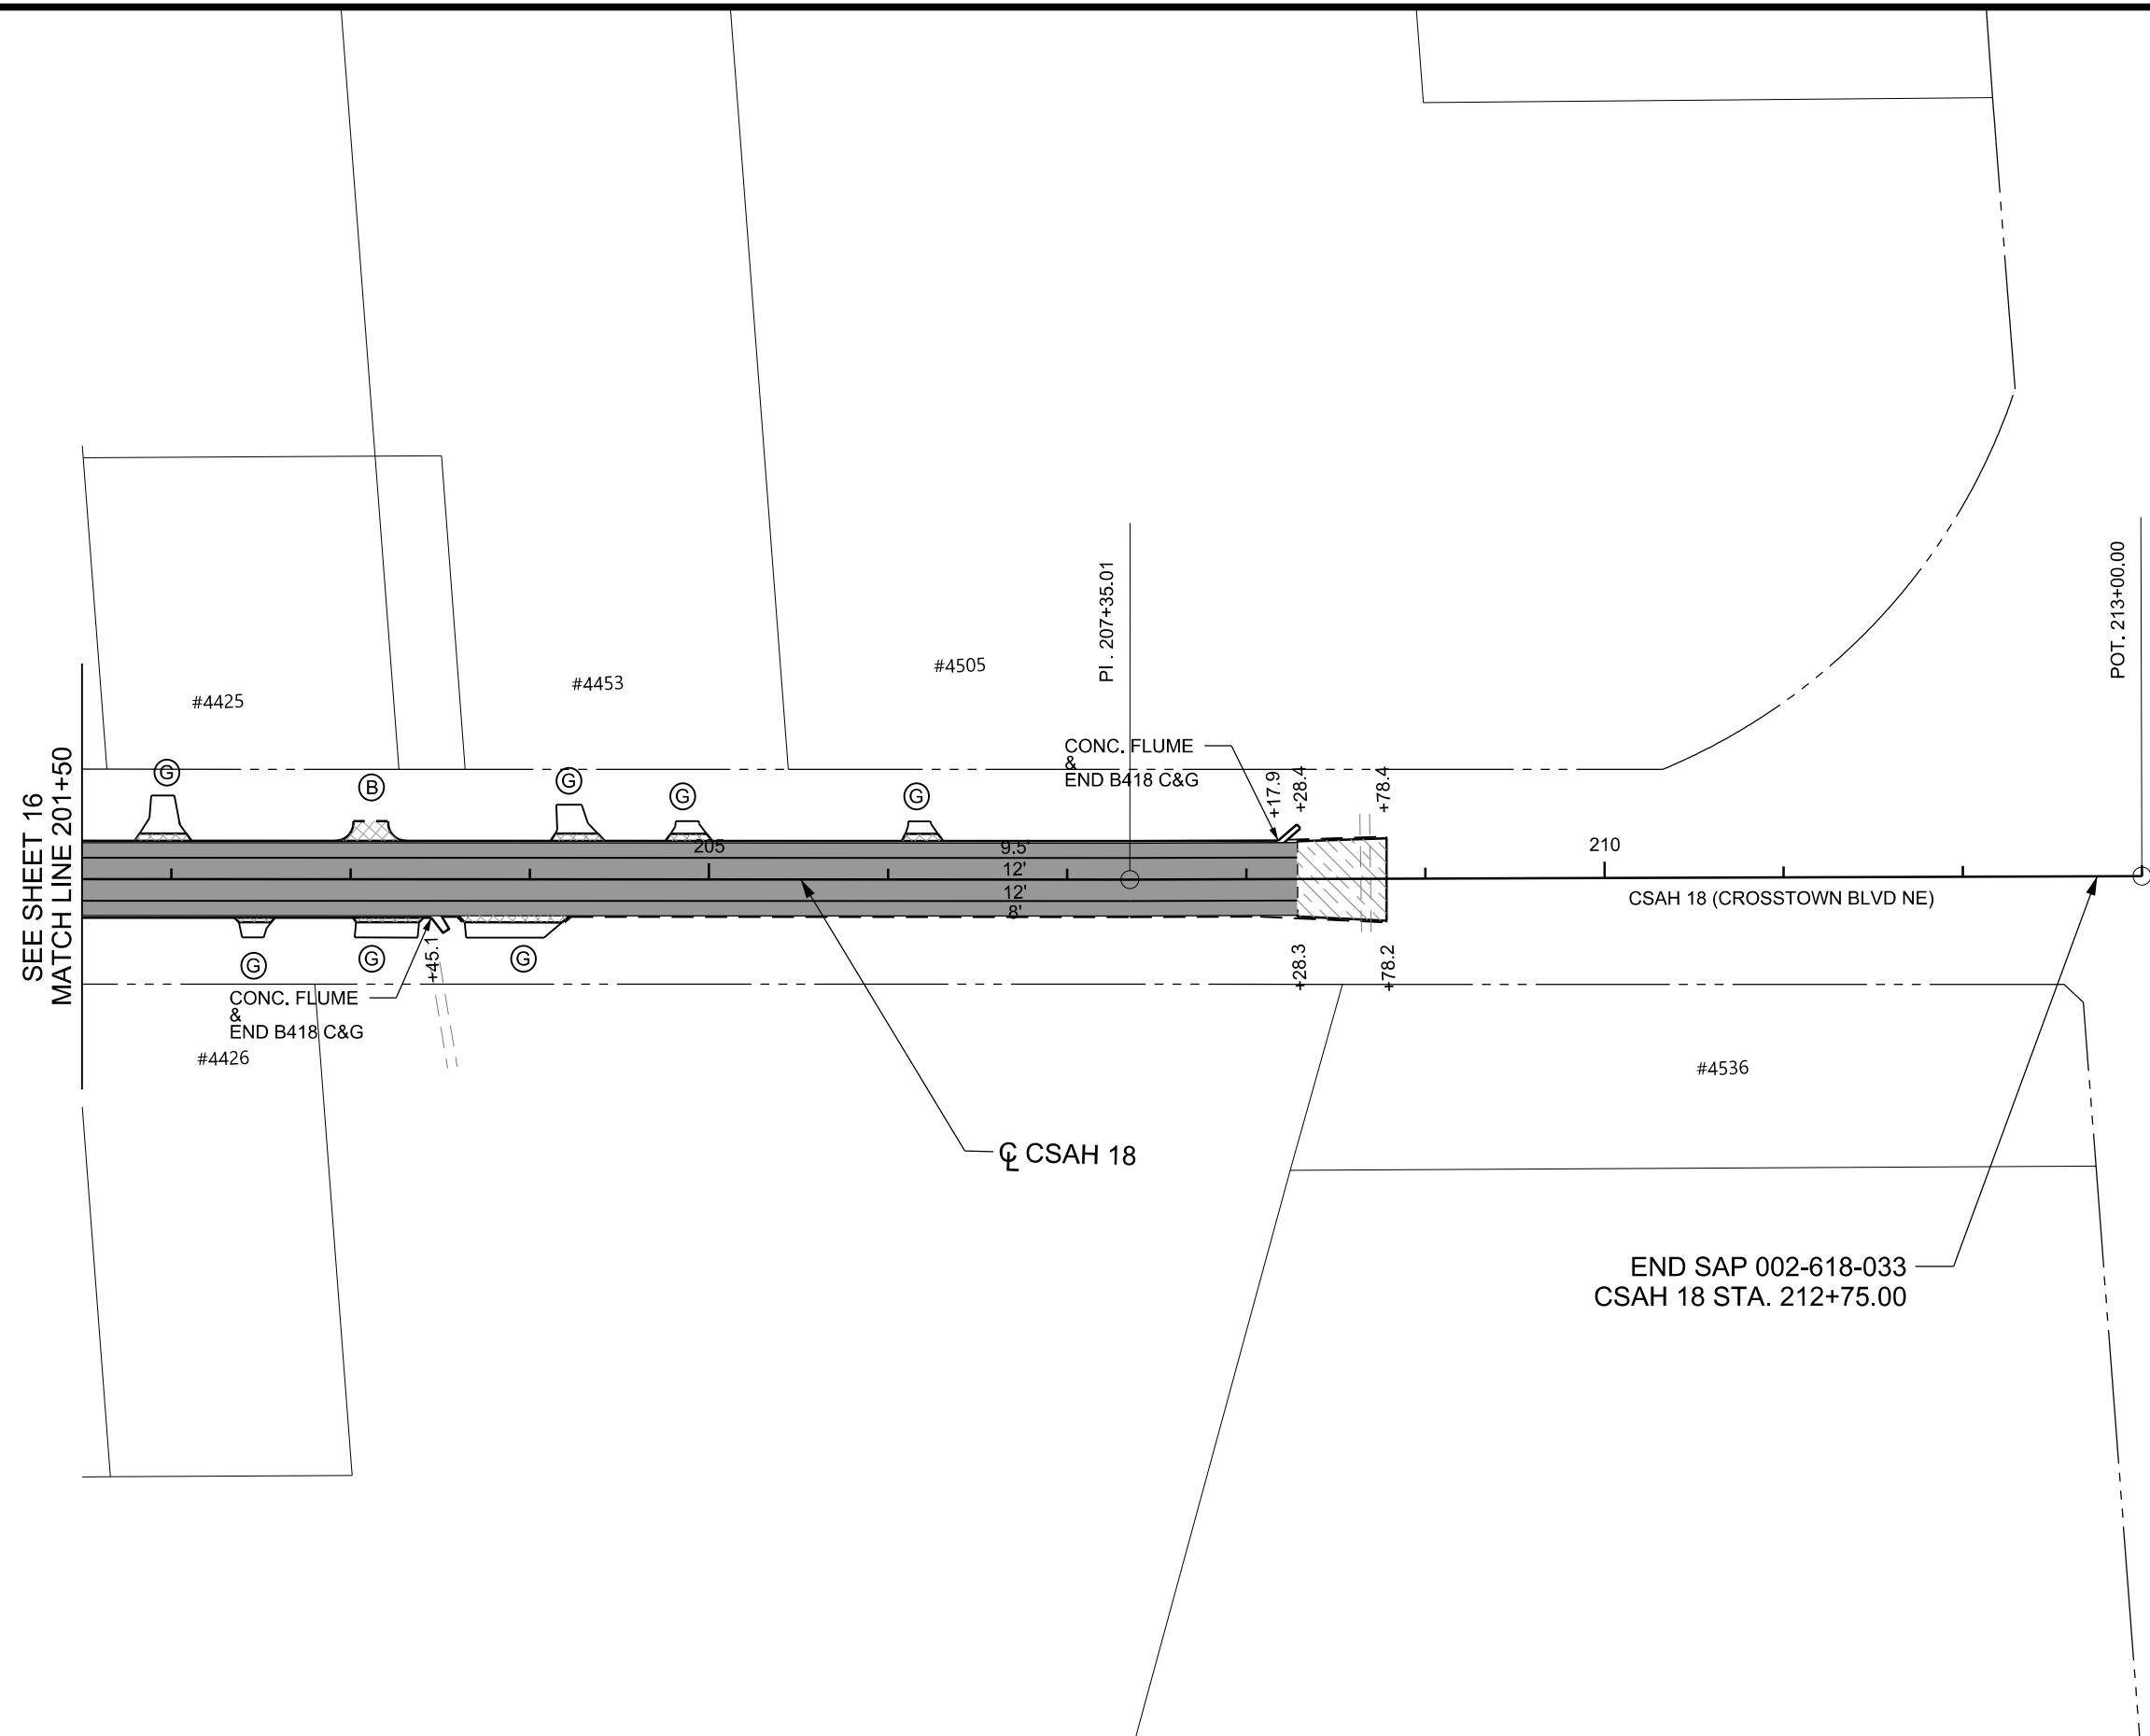 #4505
#4453
#4425
PI. 207+35.01
POT. 213+00.00
SEE SHEET 16
MATCH LINE 201+50
CONC. FLUME
&
END B418 C&G
+17.9
+28.4
+78.4
G
B
G
G
G
205
9.5'
12'
12'
8'
210
CSAH 18 (CROSSTOWN BLVD NE)
G
G
G
+45.1
+28.3
+78.2
CONC. FLUME
&
END B418 C&G
#4426
#4536
℄ CSAH 18
END SAP 002-618-033
CSAH 18 STA. 212+75.00